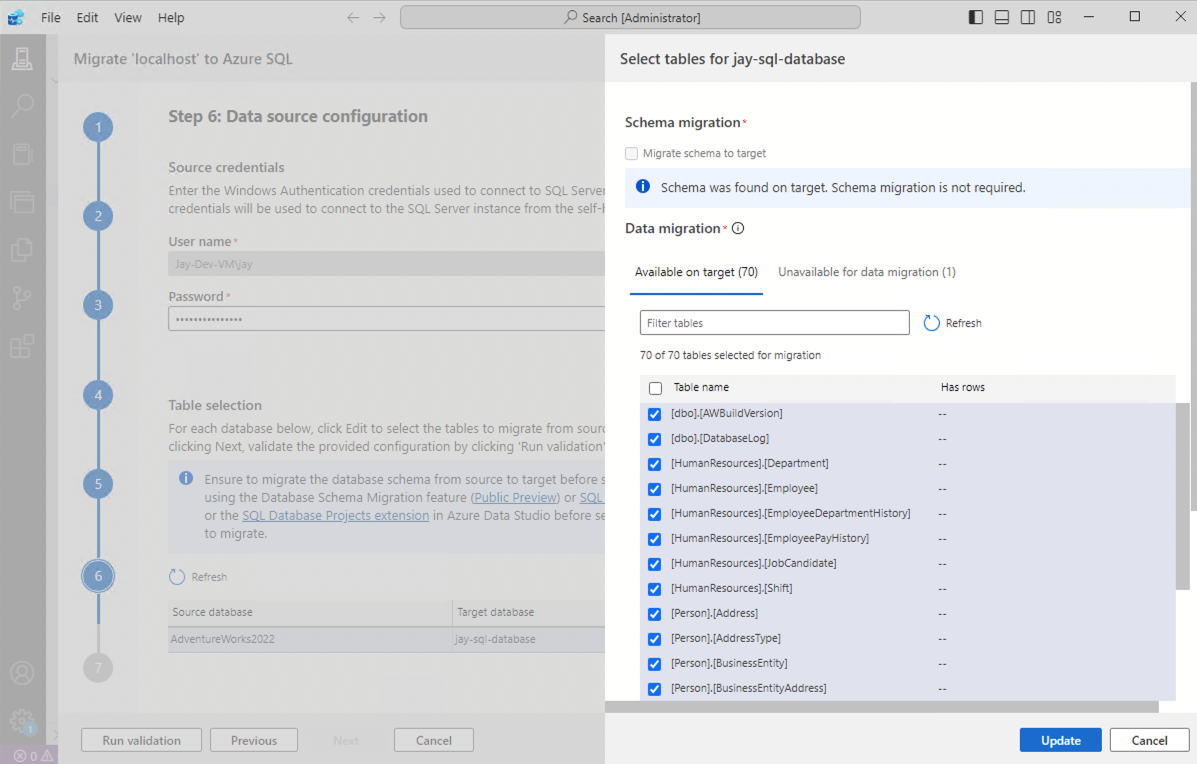 File Edit View Help
Search [Administrator]
Migrate 'localhost' to Azure SQL
1
2
3
4
5
6
7
Step 6: Data source configuration
Source credentials
Enter the Windows Authentication credentials used to connect to SQL Server
credentials will be used to connect to the SQL Server instance from the self-h
User name*
Jay-Dev-VM\jay
Password*
•••••••••••••••
Table selection
For each database below, click Edit to select the tables to migrate from sourc
clicking Next, validate the provided configuration by clicking 'Run validation'
Ensure to migrate the database schema from source to target before s
using the Database Schema Migration feature (Public Preview) or SQL
or the SQL Database Projects extension in Azure Data Studio before se
to migrate.
Refresh
Source database Target database
AdventureWorks2022 jay-sql-database
Run validation Previous Next Cancel
1
0
Select tables for jay-sql-database
Schema migration*
Migrate schema to target
Schema was found on target. Schema migration is not required.
Data migration*
Available on target (70) Unavailable for data migration (1)
Filter tables Refresh
70 of 70 tables selected for migration
Table name Has rows
[dbo].[AWBuildVersion] --
[dbo].[DatabaseLog] --
[HumanResources].[Department] --
[HumanResources].[Employee] --
[HumanResources].[EmployeeDepartmentHistory] --
[HumanResources].[EmployeePayHistory] --
[HumanResources].[JobCandidate] --
[HumanResources].[Shift] --
[Person].[Address] --
[Person].[AddressType] --
[Person].[BusinessEntity] --
[Person].[BusinessEntityAddress] --
Update Cancel